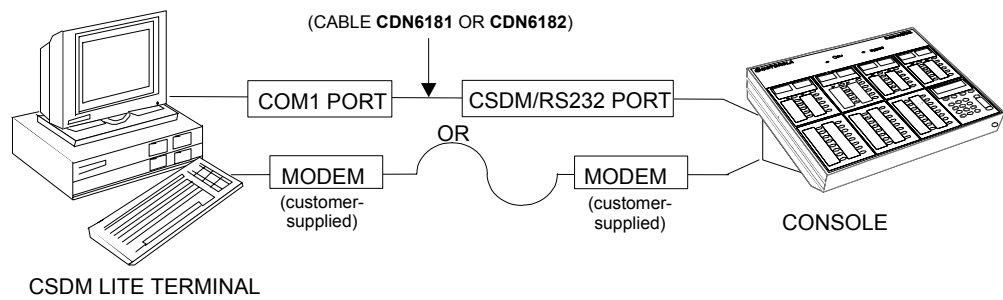 (CABLE CDN6181 OR CDN6182)
COM1 PORT
CSDM/RS232 PORT
OR
MODEM
(customer-
supplied)
MODEM
(customer-
supplied)
CONSOLE
CSDM LITE TERMINAL